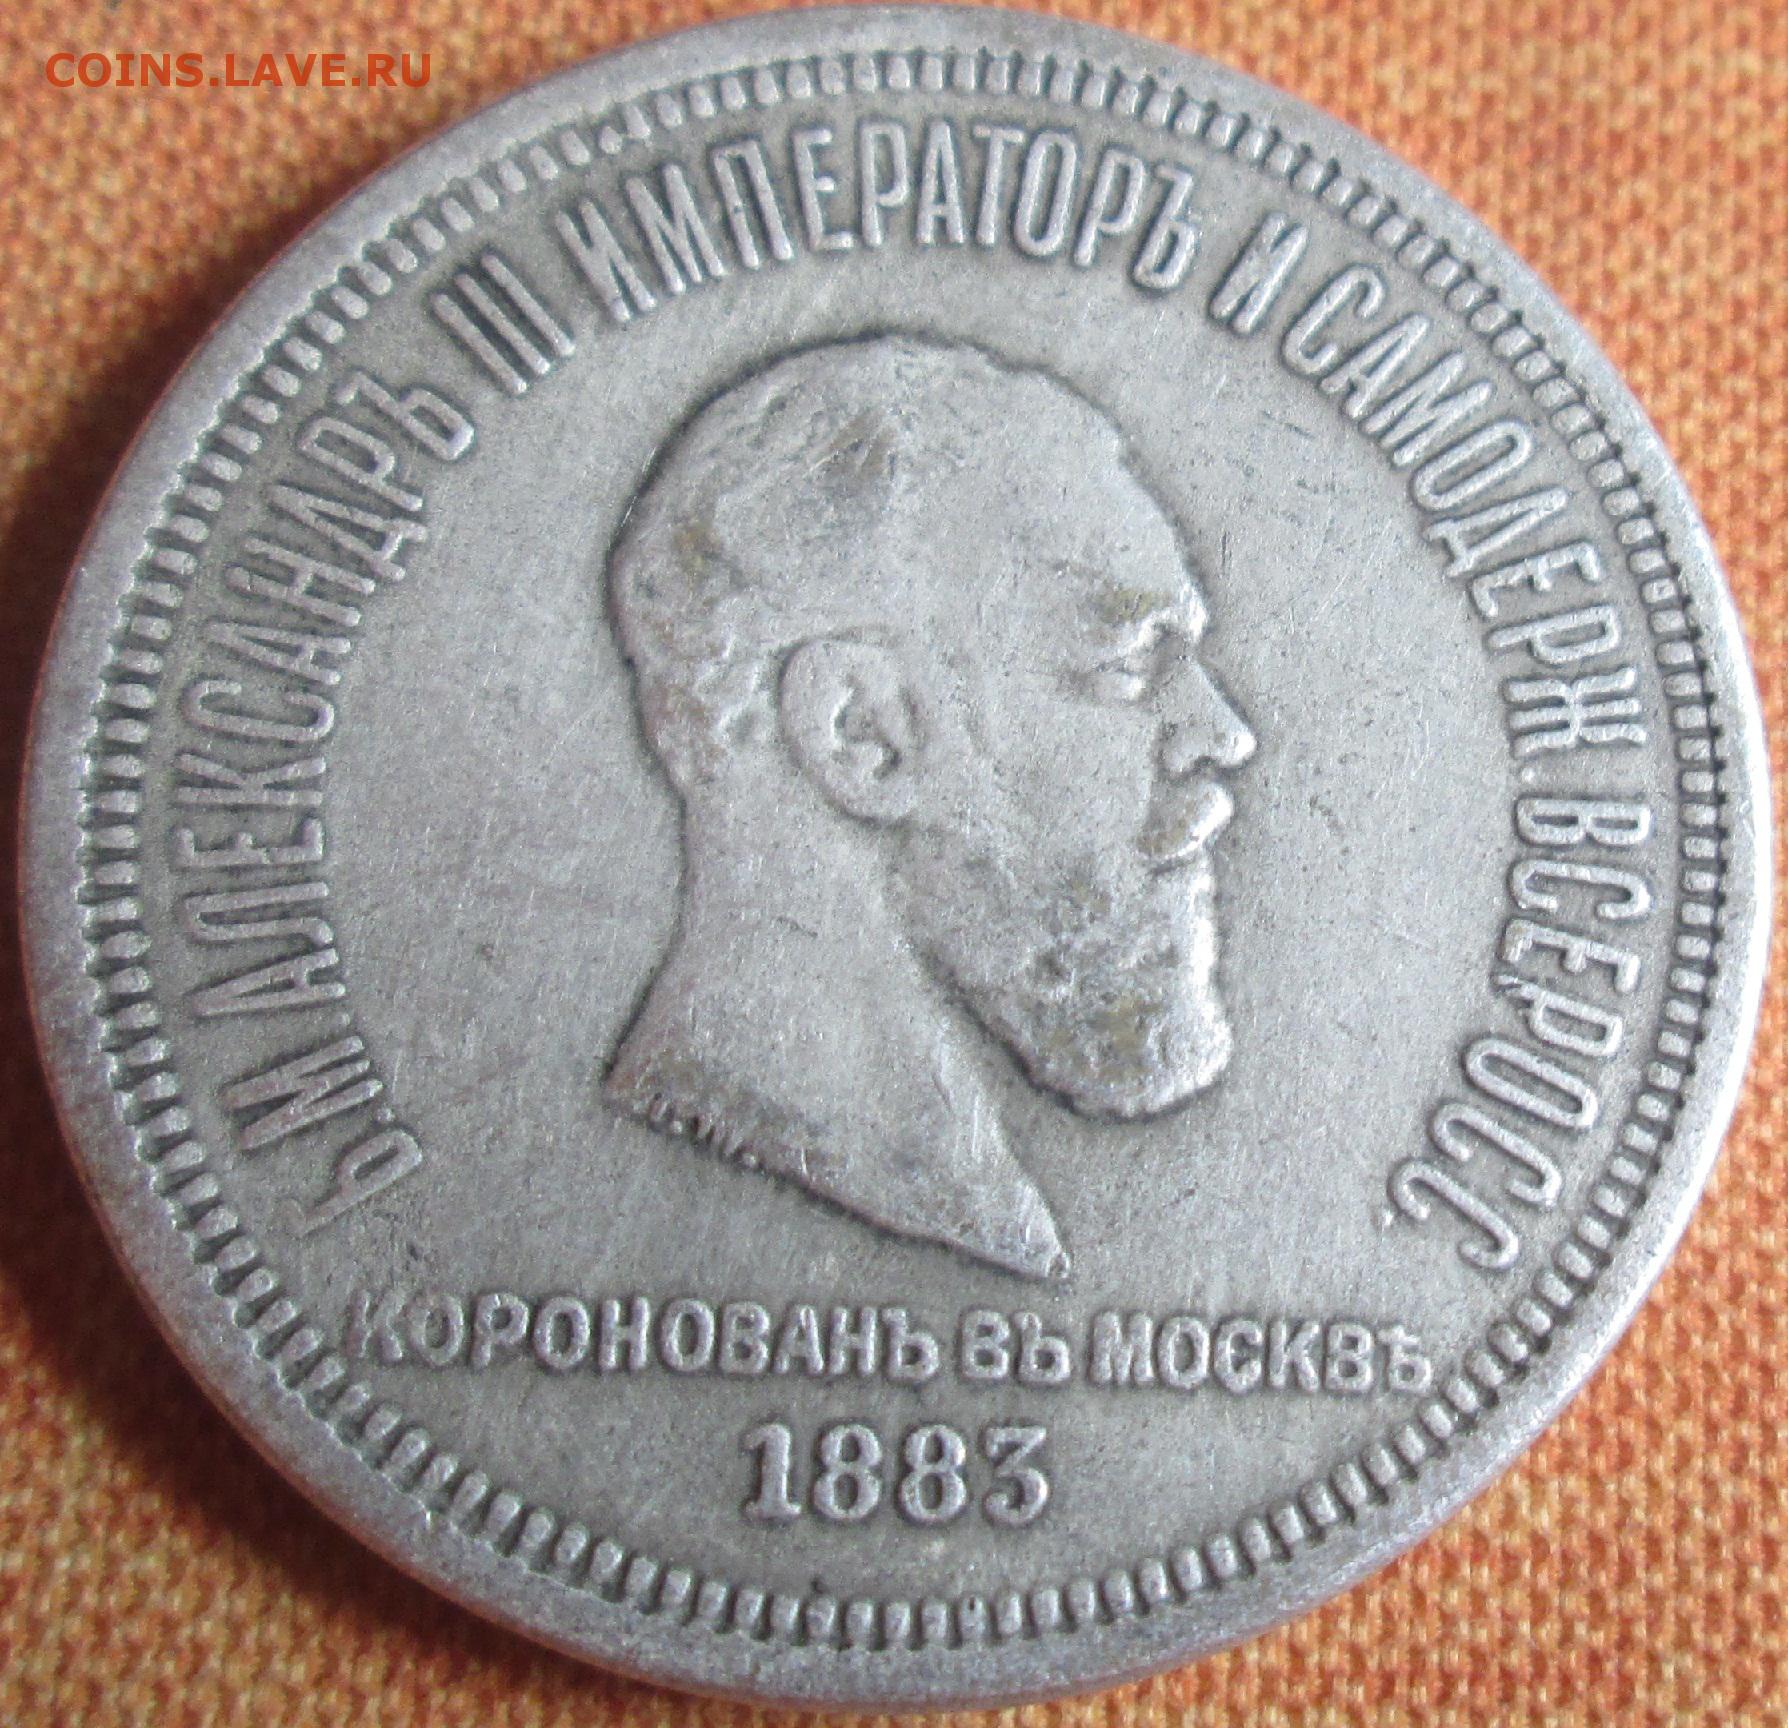 COINS.LAVE.RU
Б.М АЛЕКСАНДРЪ III ИМПЕРАТОРЪ И САМОДЕРЖ.ВСЕРОСС.
КОРОНОВАНЪ ВЪ МОСКВѢ
1883